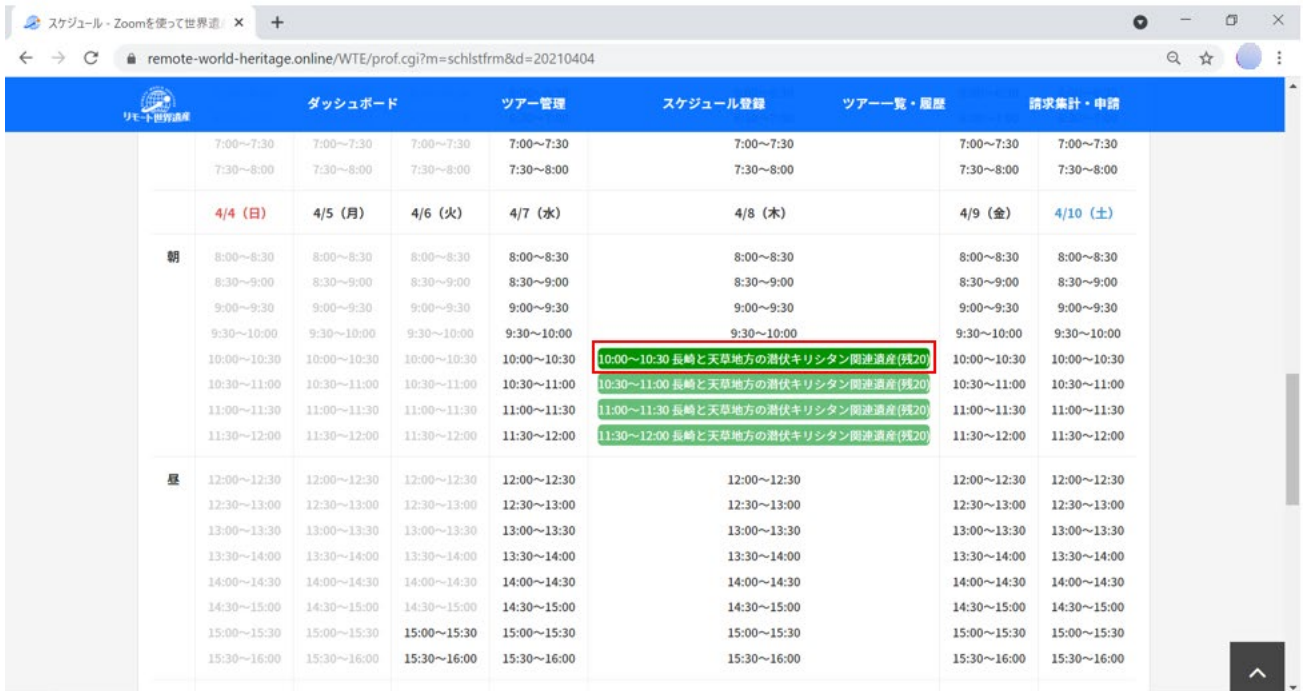 スケジュール - Zoomを使って世界遺
remote-world-heritage.online/WTE/prof.cgi?m=schlstfrm&d=20210404
リモート世界遺産 ダッシュボード ツアー管理 スケジュール登録 ツアー一覧・履歴 請求集計・申請
7:00〜7:30 7:00〜7:30 7:00〜7:30 7:00〜7:30 7:00〜7:30 7:00〜7:30 7:00〜7:30
7:30〜8:00 7:30〜8:00 7:30〜8:00 7:30〜8:00 7:30〜8:00 7:30〜8:00 7:30〜8:00
4/4（日） 4/5（月） 4/6（火） 4/7（水） 4/8（木） 4/9（金） 4/10（土）
朝 8:00〜8:30 8:00〜8:30 8:00〜8:30 8:00〜8:30 8:00〜8:30 8:00〜8:30 8:00〜8:30
8:30〜9:00 8:30〜9:00 8:30〜9:00 8:30〜9:00 8:30〜9:00 8:30〜9:00 8:30〜9:00
9:00〜9:30 9:00〜9:30 9:00〜9:30 9:00〜9:30 9:00〜9:30 9:00〜9:30 9:00〜9:30
9:30〜10:00 9:30〜10:00 9:30〜10:00 9:30〜10:00 9:30〜10:00 9:30〜10:00 9:30〜10:00
10:00〜10:30 10:00〜10:30 10:00〜10:30 10:00〜10:30 10:00〜10:30 長崎と天草地方の潜伏キリシタン関連遺産(残20) 10:00〜10:30 10:00〜10:30
10:30〜11:00 10:30〜11:00 10:30〜11:00 10:30〜11:00 10:30〜11:00 長崎と天草地方の潜伏キリシタン関連遺産(残20) 10:30〜11:00 10:30〜11:00
11:00〜11:30 11:00〜11:30 11:00〜11:30 11:00〜11:30 11:00〜11:30 長崎と天草地方の潜伏キリシタン関連遺産(残20) 11:00〜11:30 11:00〜11:30
11:30〜12:00 11:30〜12:00 11:30〜12:00 11:30〜12:00 11:30〜12:00 長崎と天草地方の潜伏キリシタン関連遺産(残20) 11:30〜12:00 11:30〜12:00
昼 12:00〜12:30 12:00〜12:30 12:00〜12:30 12:00〜12:30 12:00〜12:30 12:00〜12:30 12:00〜12:30
12:30〜13:00 12:30〜13:00 12:30〜13:00 12:30〜13:00 12:30〜13:00 12:30〜13:00 12:30〜13:00
13:00〜13:30 13:00〜13:30 13:00〜13:30 13:00〜13:30 13:00〜13:30 13:00〜13:30 13:00〜13:30
13:30〜14:00 13:30〜14:00 13:30〜14:00 13:30〜14:00 13:30〜14:00 13:30〜14:00 13:30〜14:00
14:00〜14:30 14:00〜14:30 14:00〜14:30 14:00〜14:30 14:00〜14:30 14:00〜14:30 14:00〜14:30
14:30〜15:00 14:30〜15:00 14:30〜15:00 14:30〜15:00 14:30〜15:00 14:30〜15:00 14:30〜15:00
15:00〜15:30 15:00〜15:30 15:00〜15:30 15:00〜15:30 15:00〜15:30 15:00〜15:30 15:00〜15:30
15:30〜16:00 15:30〜16:00 15:30〜16:00 15:30〜16:00 15:30〜16:00 15:30〜16:00 15:30〜16:00